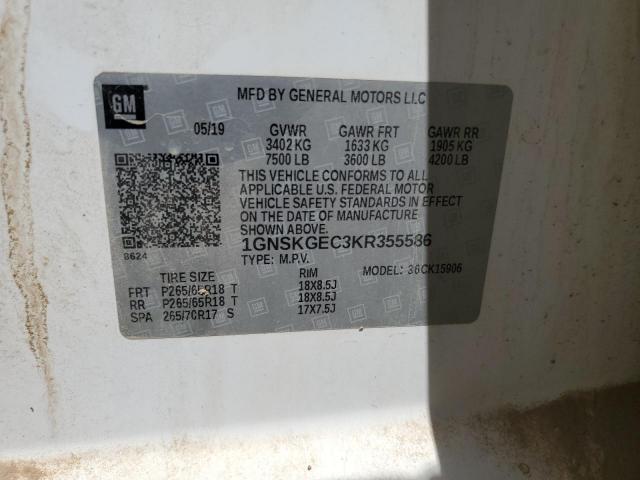 GM
MFD BY GENERAL MOTORS LLC
05/19 GVWR GAWR FRT GAWR RR
3402 KG 1633 KG 1905 KG
7500 LB 3600 LB 4200 LB
THIS VEHICLE CONFORMS TO ALL
APPLICABLE U.S. FEDERAL MOTOR
VEHICLE SAFETY STANDARDS IN EFFECT
ON THE DATE OF MANUFACTURE
SHOWN ABOVE.
1GNSKGEC3KR355586
8624
TYPE: M.P.V. MODEL: 36CK15906
TIRE SIZE RIM
FRT P265/65R18 T 18X8.5J
RR P265/65R18 T 18X8.5J
SPA 265/70R17 S 17X7.5J